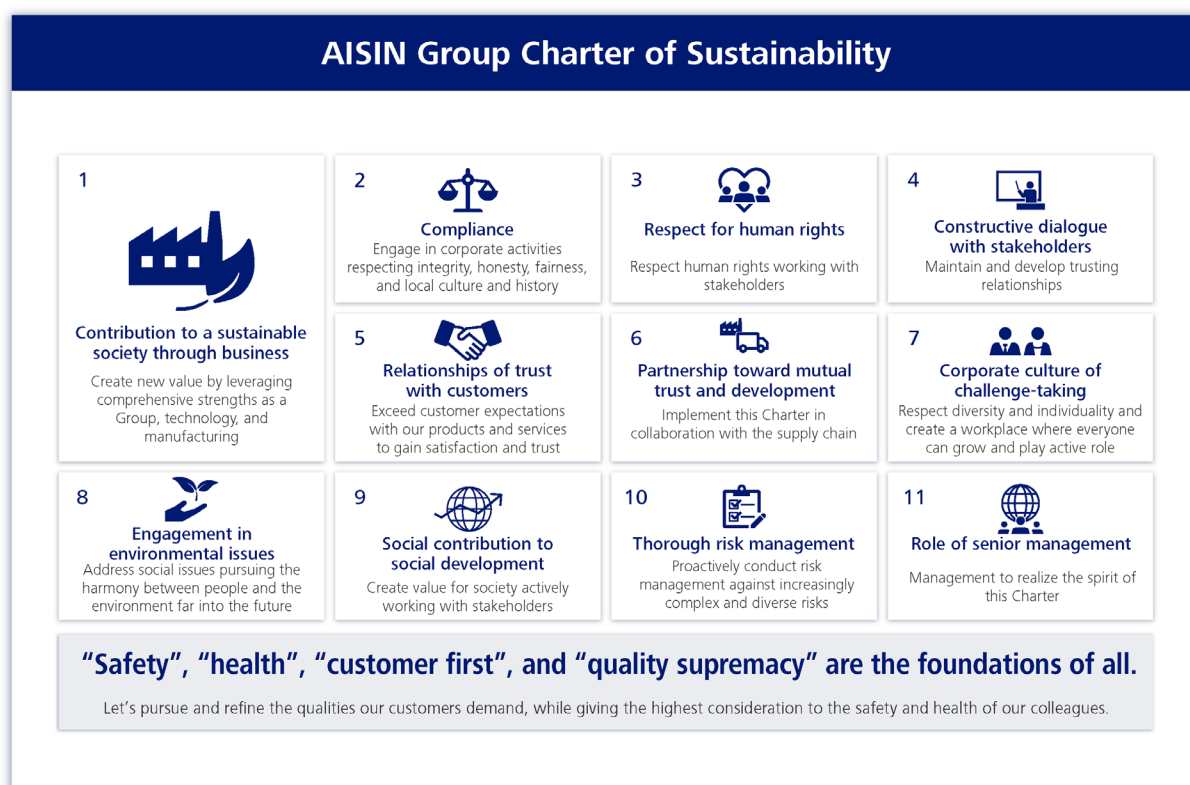 AISIN Group Charter of Sustainability
1
Contribution to a sustainable
society through business
Create new value by leveraging
comprehensive strengths as a
Group, technology, and
manufacturing
2
Compliance
Engage in corporate activities
respecting integrity, honesty, fairness,
and local culture and history
3
Respect for human rights
Respect human rights working with
stakeholders
4
Constructive dialogue
with stakeholders
Maintain and develop trusting
relationships
5
Relationships of trust
with customers
Exceed customer expectations
with our products and services
to gain satisfaction and trust
6
Partnership toward mutual
trust and development
Implement this Charter in
collaboration with the supply chain
7
Corporate culture of
challenge-taking
Respect diversity and individuality and
create a workplace where everyone
can grow and play active role
8
Engagement in
environmental issues
Address social issues pursuing the
harmony between people and the
environment far into the future
9
Social contribution to
social development
Create value for society actively
working with stakeholders
10
Thorough risk management
Proactively conduct risk
management against increasingly
complex and diverse risks
11
Role of senior management
Management to realize the spirit of
this Charter
“Safety”, “health”, “customer first”, and “quality supremacy” are the foundations of all.
Let’s pursue and refine the qualities our customers demand, while giving the highest consideration to the safety and health of our colleagues.